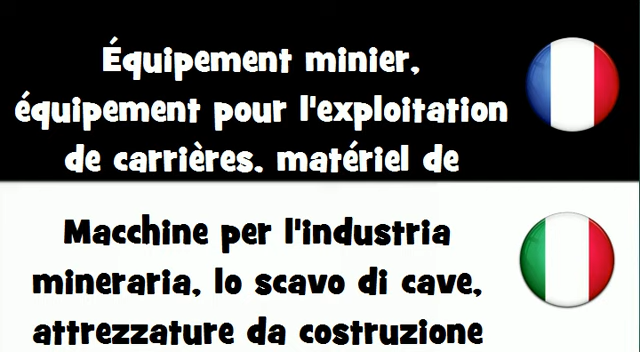 Équipement minier,
équipement pour l'exploitation
de carrières. matériel de
Macchine per l'industria
mineraria, lo scavo di cave,
attrezzature da costruzione